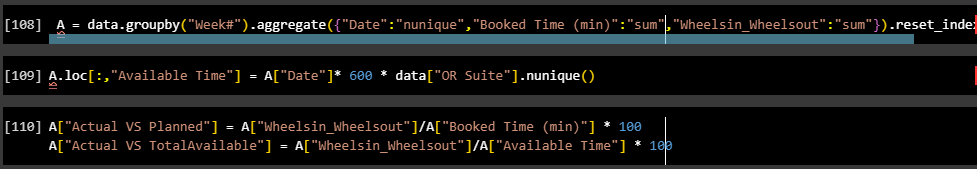 [108] A = data.groupby("Week#").aggregate({"Date":"nunique","Booked Time (min)":"sum","Wheelsin_Wheelsout":"sum"}).reset_inde
[109] A.loc[:,"Available Time"] = A["Date"]* 600 * data["OR Suite"].nunique()
[110] A["Actual VS Planned"] = A["Wheelsin_Wheelsout"]/A["Booked Time (min)"] * 100
A["Actual VS TotalAvailable"] = A["Wheelsin_Wheelsout"]/A["Available Time"] * 100